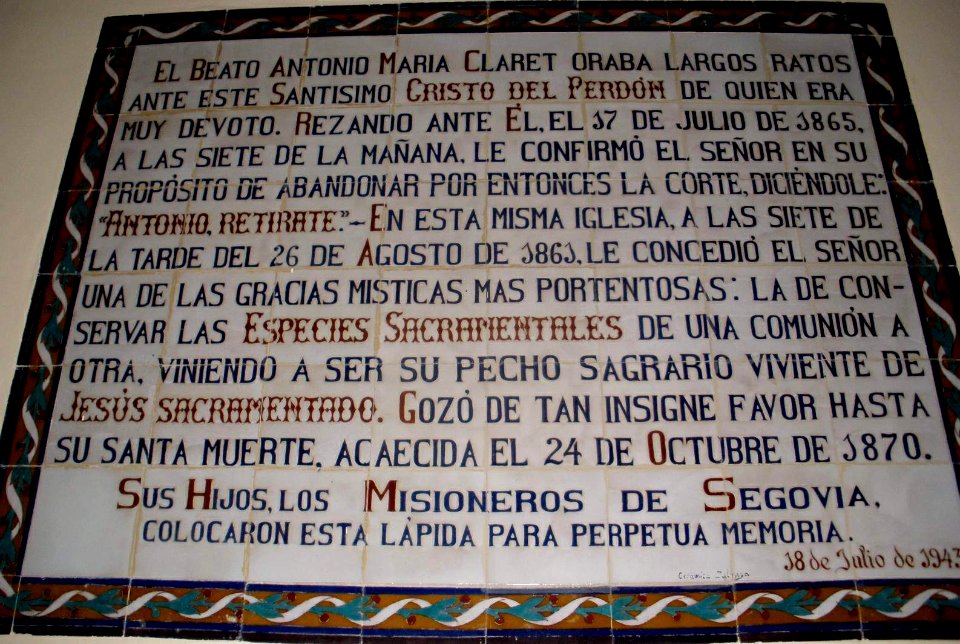 EL BEATO ANTONIO MARIA CLARET ORABA LARGOS RATOS
ANTE ESTE SANTISIMO CRISTO DEL PERDÓN DE QUIEN ERA
MUY DEVOTO. REZANDO ANTE ÉL, EL 17 DE JULIO DE 1865,
A LAS SIETE DE LA MAÑANA, LE CONFIRMÓ EL SEÑOR EN SU
PROPÓSITO DE ABANDONAR POR ENTONCES LA CORTE, DICIÉNDOLE:
"ANTONIO, RETIRATE".- EN ESTA MISMA IGLESIA, A LAS SIETE DE
LA TARDE DEL 26 DE AGOSTO DE 1861, LE CONCEDIÓ EL SEÑOR
UNA DE LAS GRACIAS MISTICAS MAS PORTENTOSAS: LA DE CON-
SERVAR LAS ESPECIES SACRAMENTALES DE UNA COMUNIÓN A
OTRA, VINIENDO A SER SU PECHO SAGRARIO VIVIENTE DE
JESÚS SACRAMENTADO. GOZÓ DE TAN INSIGNE FAVOR HASTA
SU SANTA MUERTE, ACAECIDA EL 24 DE OCTUBRE DE 1870.
SUS HIJOS, LOS MISIONEROS DE SEGOVIA,
COLOCARON ESTA LÁPIDA PARA PERPETUA MEMORIA.
18 de Julio de 1943